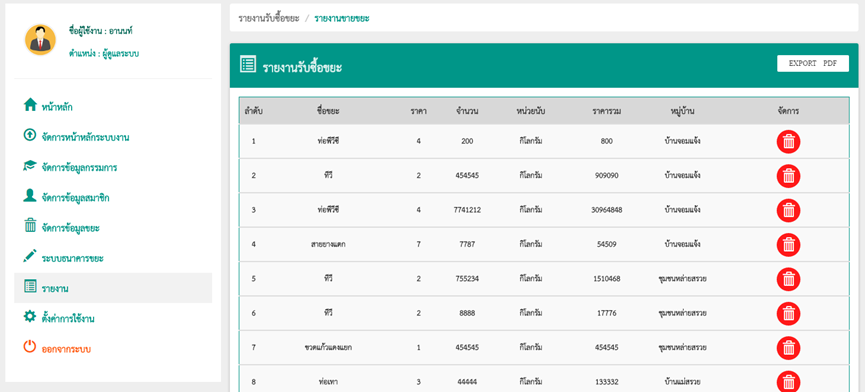 ชื่อผู้ใช้งาน : อานนท์
ตำแหน่ง : ผู้ดูแลระบบ
หน้าหลัก
จัดการหน้าหลักระบบงาน
จัดการข้อมูลกรรมการ
จัดการข้อมูลสมาชิก
จัดการข้อมูลขยะ
ระบบธนาคารขยะ
รายงาน
ตั้งค่าการใช้งาน
ออกจากระบบ
รายงานรับซื้อขยะ / รายงานขายขยะ
รายงานรับซื้อขยะ EXPORT PDF
ลำดับ ชื่อขยะ ราคา จำนวน หน่วยนับ ราคารวม หมู่บ้าน จัดการ
1 ท่อพีวีซี 4 200 กิโลกรัม 800 บ้านจอมแจ้ง
2 ทีวี 2 454545 กิโลกรัม 909090 บ้านจอมแจ้ง
3 ท่อพีวีซี 4 7741212 กิโลกรัม 30964848 บ้านจอมแจ้ง
4 สายยางแตก 7 7787 กิโลกรัม 54509 บ้านจอมแจ้ง
5 ทีวี 2 755234 กิโลกรัม 1510468 ชุมชนหล่ายสรวย
6 ทีวี 2 8888 กิโลกรัม 17776 ชุมชนหล่ายสรวย
7 ขวดแก้วแดงแยก 1 454545 กิโลกรัม 454545 ชุมชนหล่ายสรวย
8 ท่อเทา 3 44444 กิโลกรัม 133332 บ้านแม่สรวย